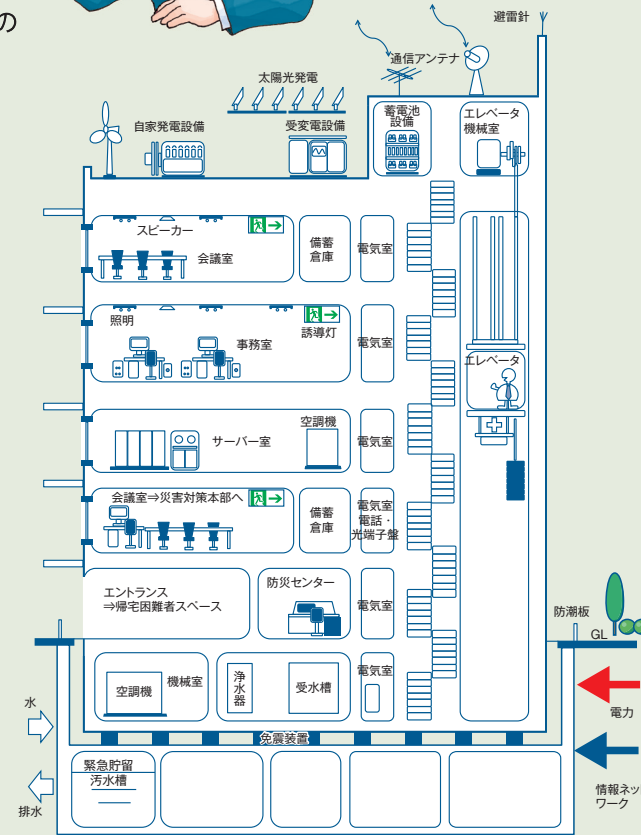 の
避雷針
通信アンテナ
太陽光発電
自家発電設備
受変電設備
蓄電池
設備
エレベータ
機械室
スピーカー
会議室
備蓄
倉庫
電気室
照明
事務室
誘導灯
電気室
エレベータ
サーバー室
空調機
電気室
会議室⇒災害対策本部へ
備蓄
倉庫
電気室
電話・
光端子盤
エントランス
⇒帰宅困難者スペース
防災センター
電気室
防潮板
GL
空調機
機械室
浄
水
器
受水槽
電気室
水
電力
免震装置
緊急貯留
汚水槽
排水
情報ネッ
ワーク